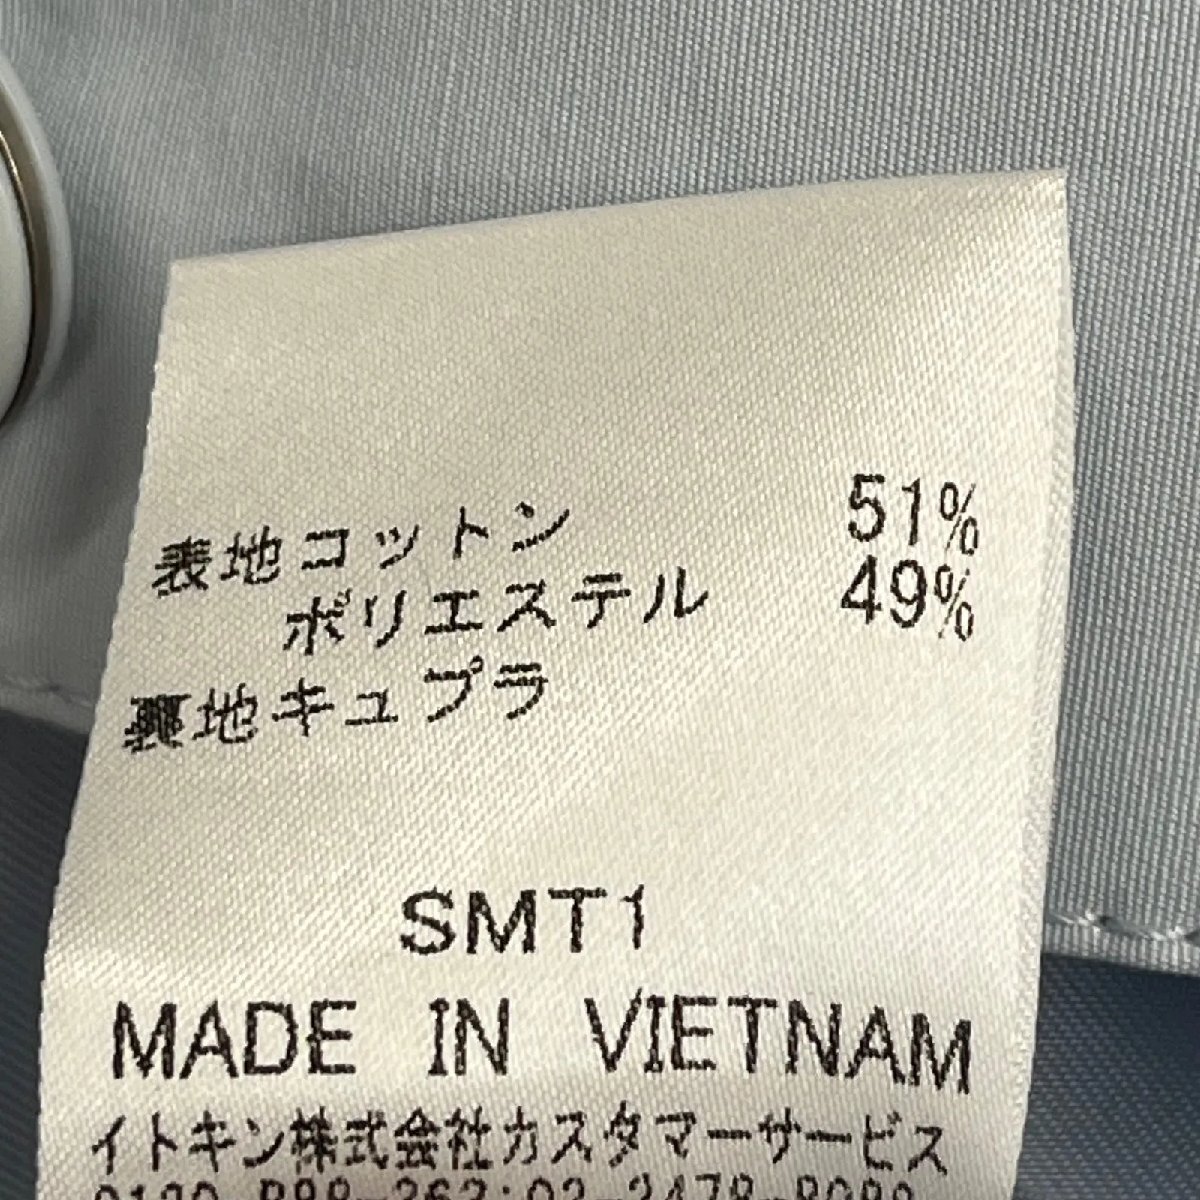 表地コットン 51%
ポリエステル 49%
裏地キュプラ
SMT1
MADE IN VIETNAM
イトキン株式会社カスタマーサービス